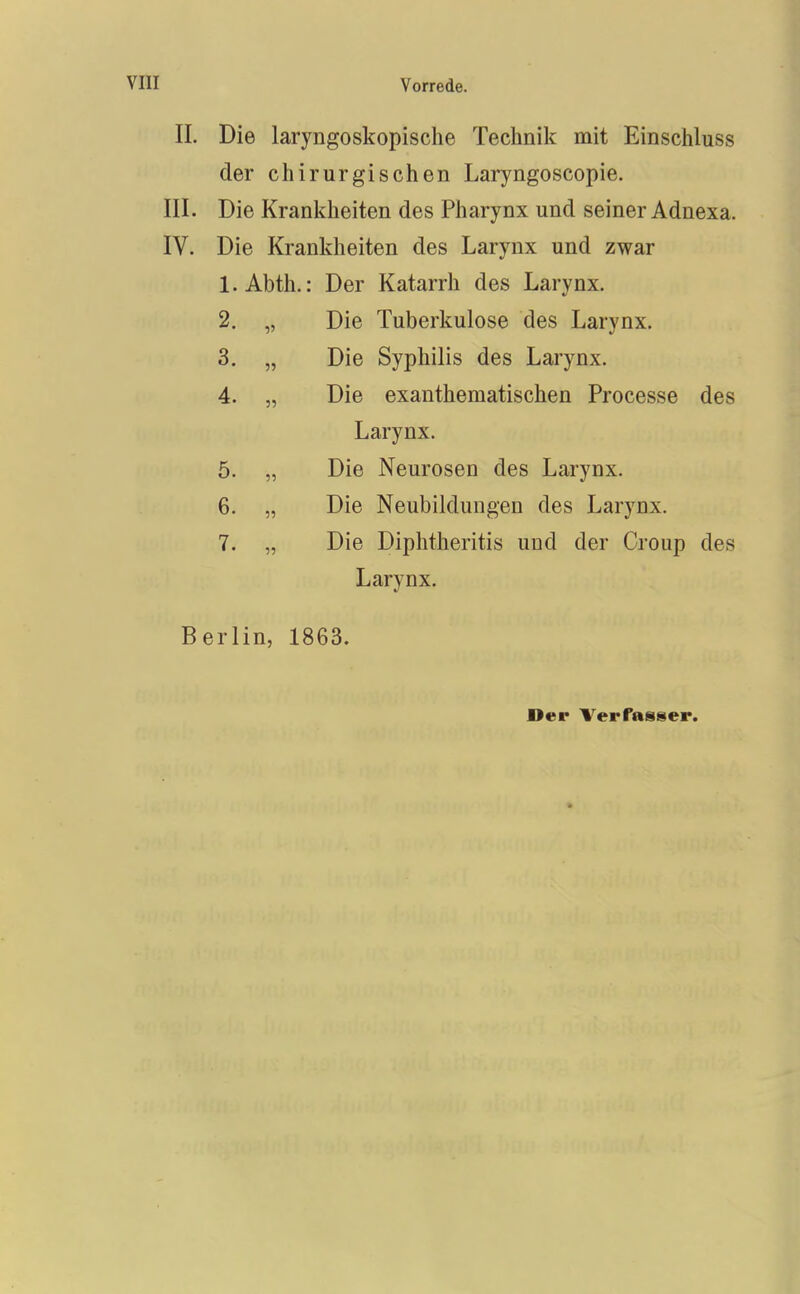 VIII
Vorrede.
II. Die laryngoskopische Technik mit Einschluss
der chirurgischen Laryngoscopie.
III. Die Krankheiten des Pharynx und seiner Adnexa.
IV. Die Krankheiten des Larynx und zwar
1. Abth.: Der Katarrh des Larynx.
2. „ Die Tuberkulose des Larynx.
3. „ Die Syphilis des Larynx.
4. „ Die exanthematischen Processe des
Larynx.
5. „ Die Neurosen des Larynx.
6. „ Die Neubildungen des Larynx.
7. „ Die Diphtheritis und der Croup des
Larynx.
Berlin, 1863.
Der Verfasser.